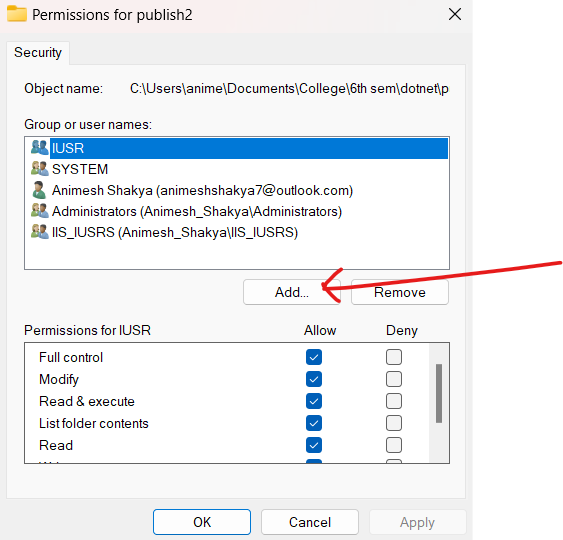 Permissions for publish2
Security
Object name: C:\Users\anime\Documents\College\6th sem\dotnet\p
Group or user names:
IUSR
SYSTEM
Animesh Shakya (animeshshakya7@outlook.com)
Administrators (Animesh_Shakya\Administrators)
IIS_IUSRS (Animesh_Shakya\IIS_IUSRS)
Add... Remove
Permissions for IUSR Allow Deny
Full control
Modify
Read & execute
List folder contents
Read
OK Cancel Apply